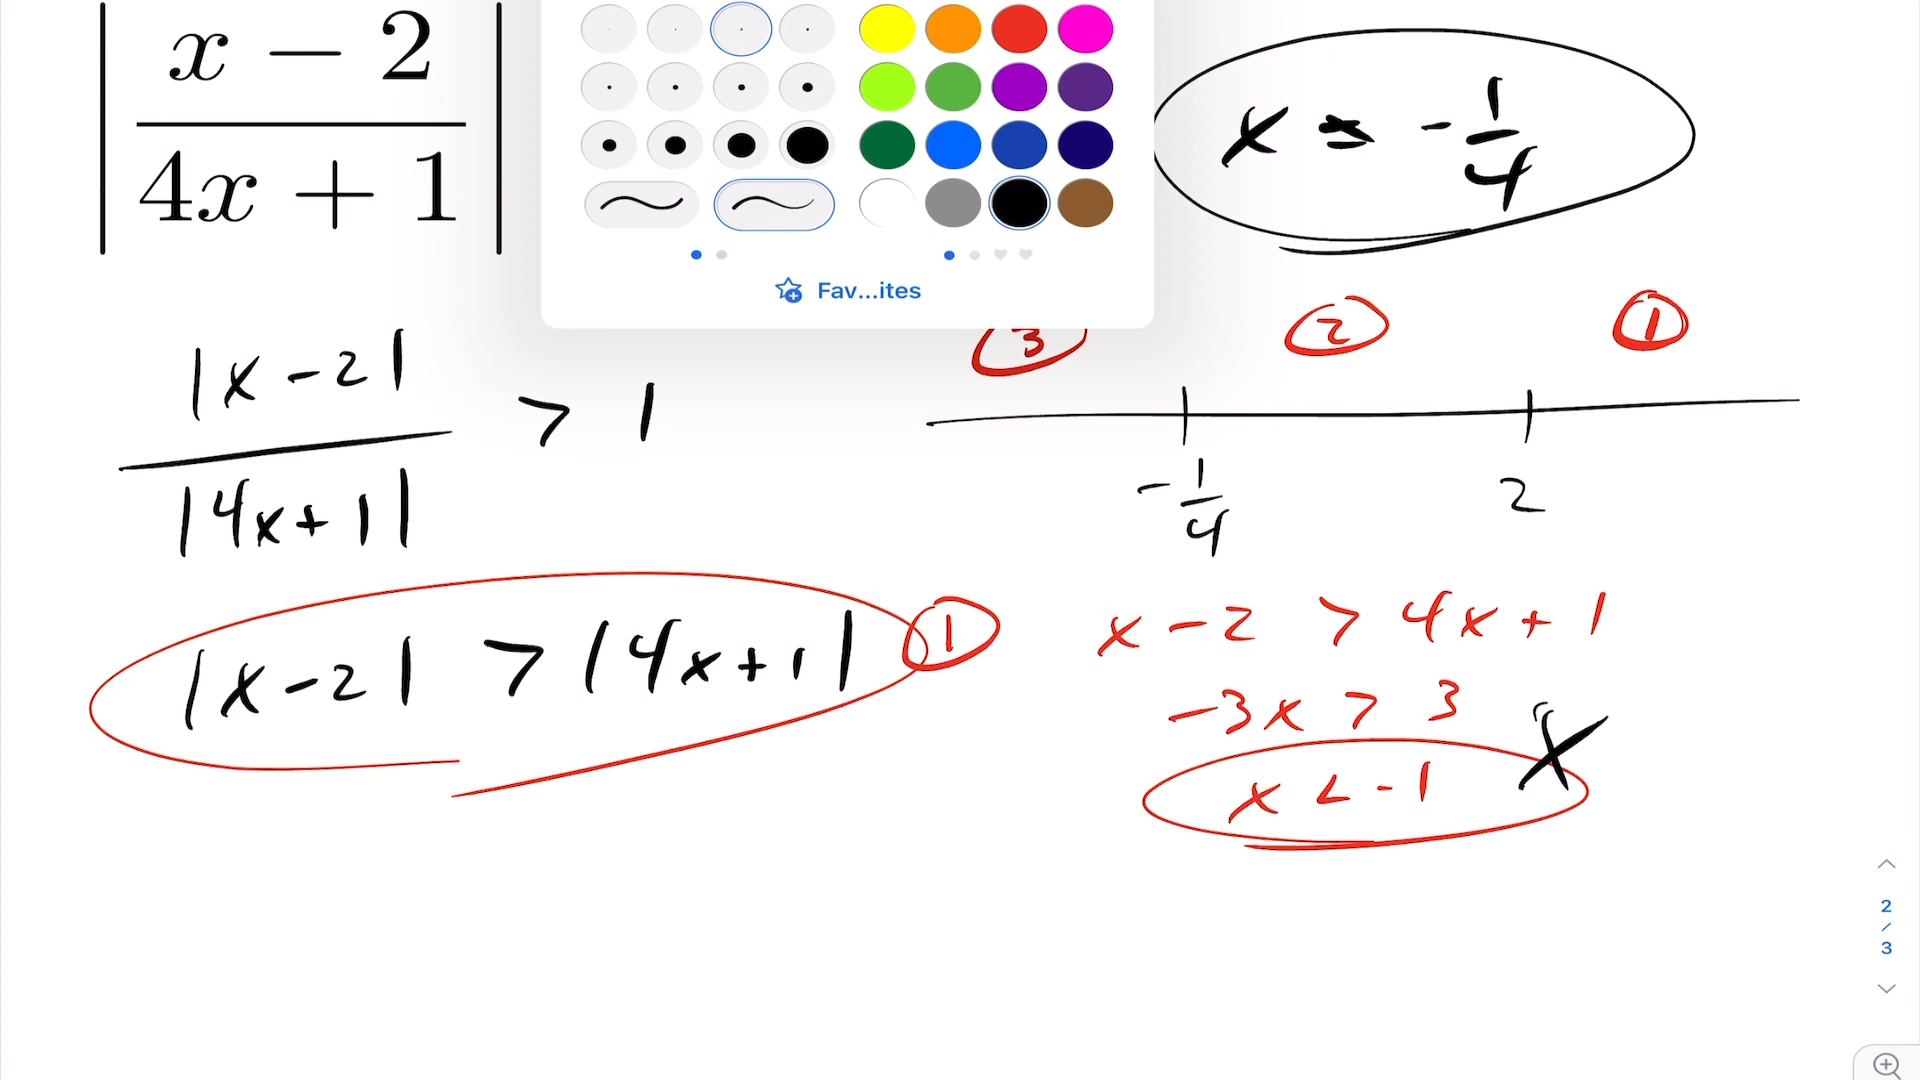 |x − 2 / 4x + 1|
x = -1/4
Fav...ites
3 2 1
|x-2| / |4x+1| > 1
-1/4 2
|x-2| > |4x+1| 1
x-2 > 4x+1
-3x > 3
x < -1 X
2
/
3